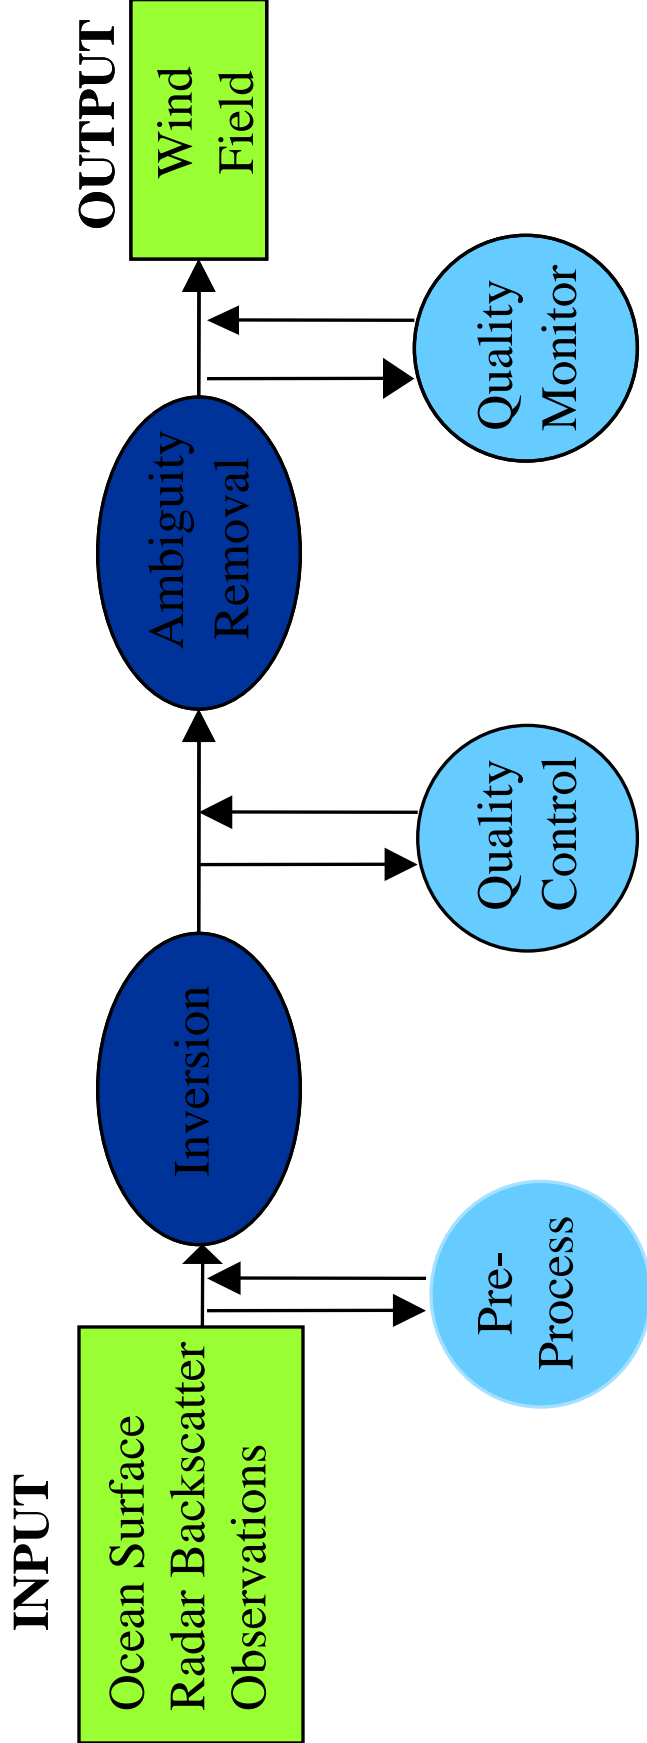 INPUT
Ocean Surface
Radar Backscatter
Observations
Pre-
Process
Inversion
Quality
Control
Ambiguity
Removal
Quality
Monitor
OUTPUT
Wind
Field